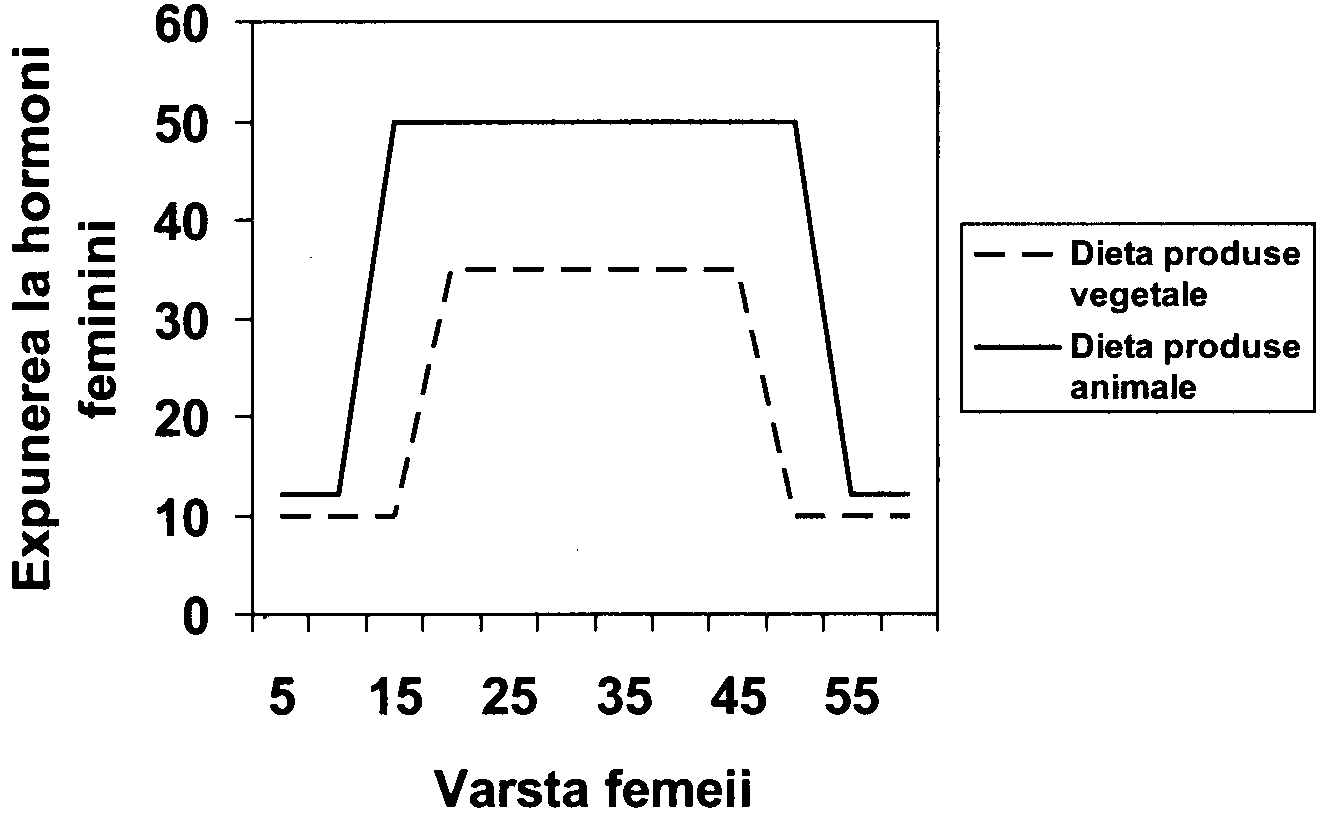 Expunerea la hormoni
feminini
60
50
40
30
20
10
0
5 15 25 35 45 55
Varsta femeii
Dieta produse
vegetale
Dieta produse
animale